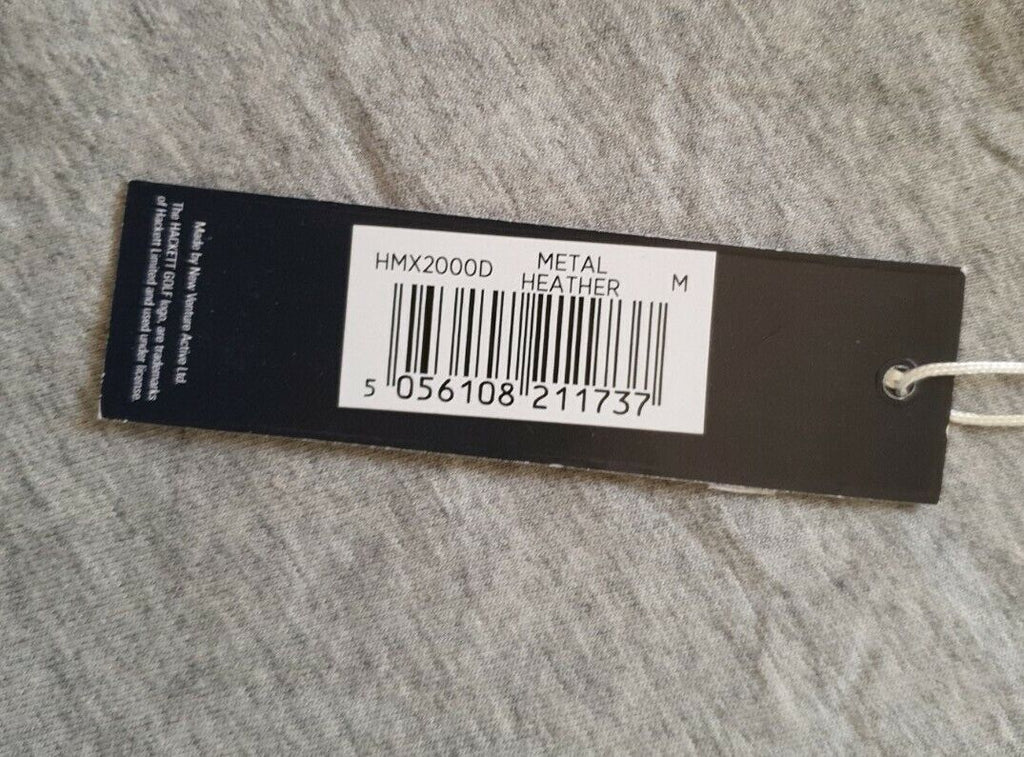 HMX2000D METAL HEATHER M
5 056108 211737
Made by New Venture Active Ltd.
The HACKETT GOLF logo, are trademarks
of Hackett Limited and used under license.